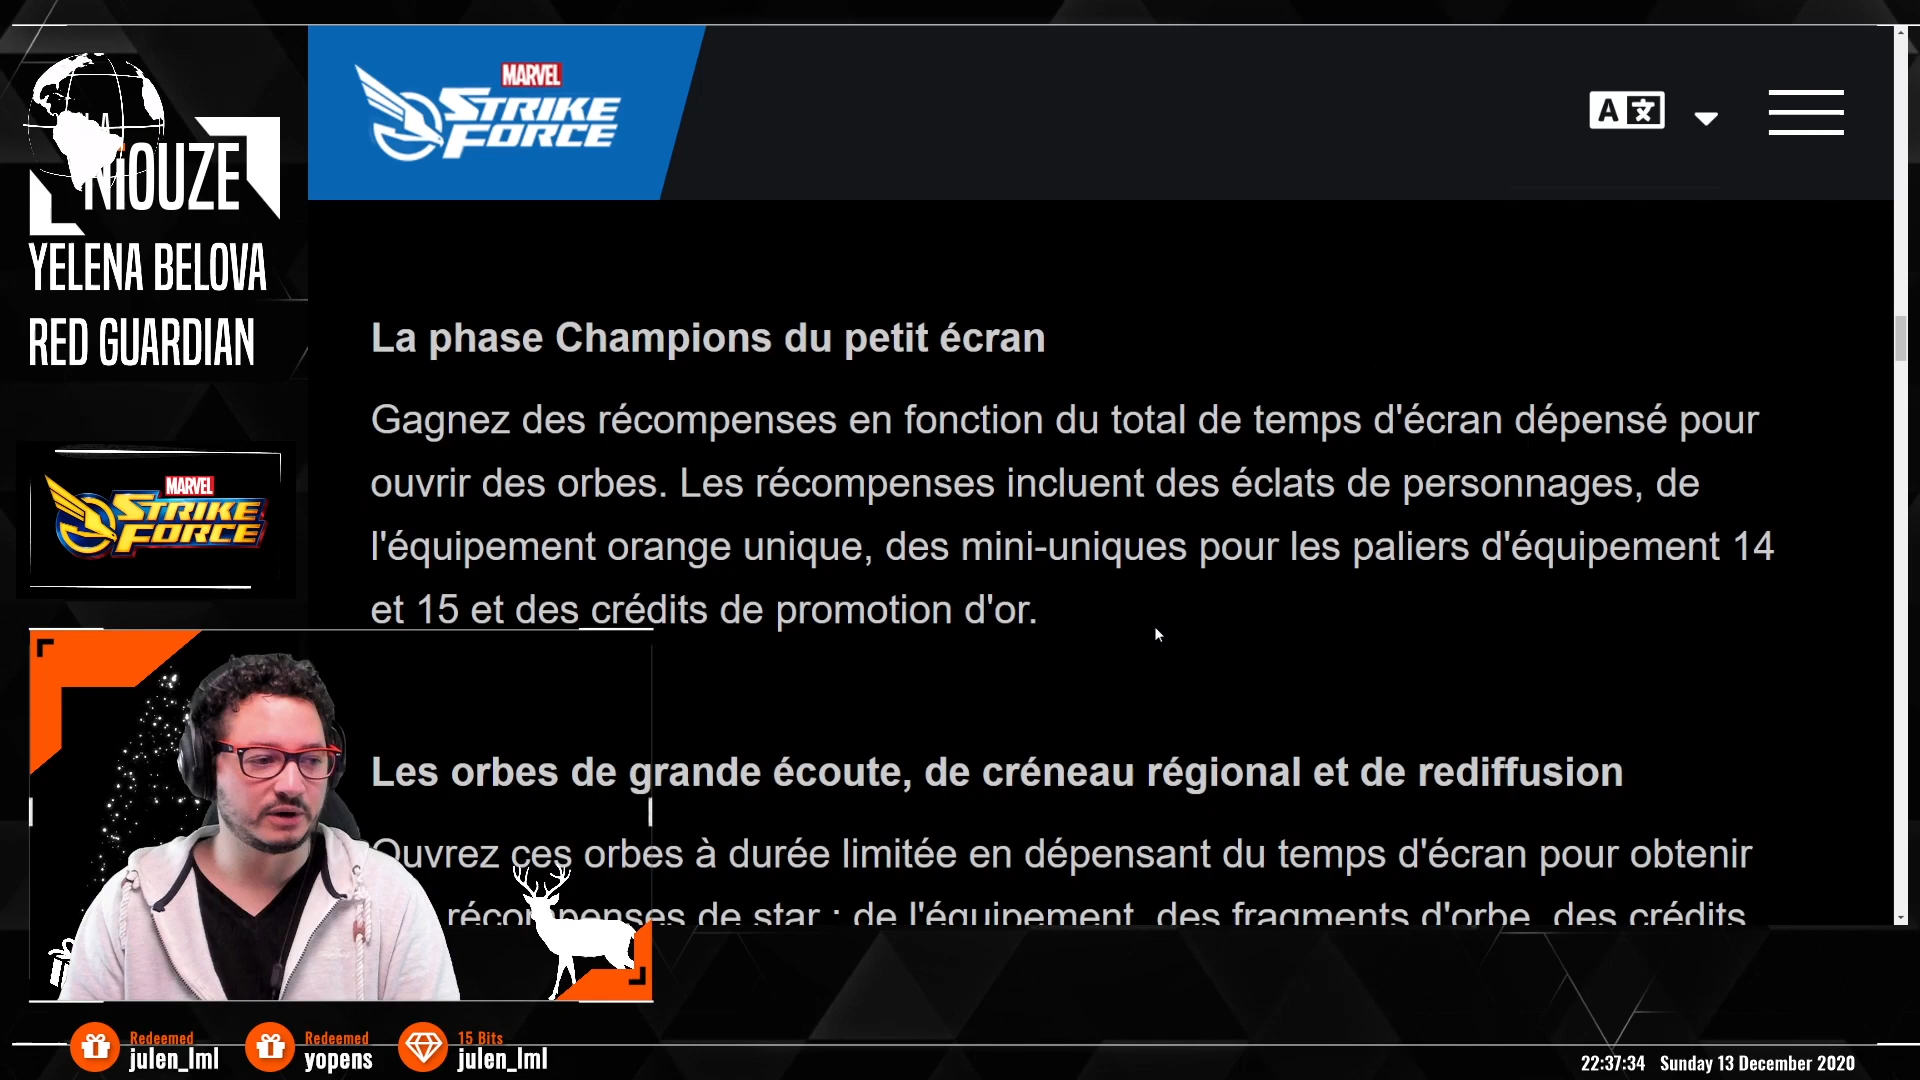 LA
NiOUZE
YELENA BELOVA
RED GUARDIAN
MARVEL
STRIKE
FORCE
MARVEL
STRIKE
FORCE
A 文
La phase Champions du petit écran
Gagnez des récompenses en fonction du total de temps d'écran dépensé pour
ouvrir des orbes. Les récompenses incluent des éclats de personnages, de
l'équipement orange unique, des mini-uniques pour les paliers d'équipement 14
et 15 et des crédits de promotion d'or.
Les orbes de grande écoute, de créneau régional et de rediffusion
Ouvrez ces orbes à durée limitée en dépensant du temps d'écran pour obtenir
récompenses de star : de l'équipement, des fragments d'orbe, des crédits
Redeemed
julen_lml
Redeemed
yopens
15 Bits
julen_lml
22:37:34 Sunday 13 December 2020